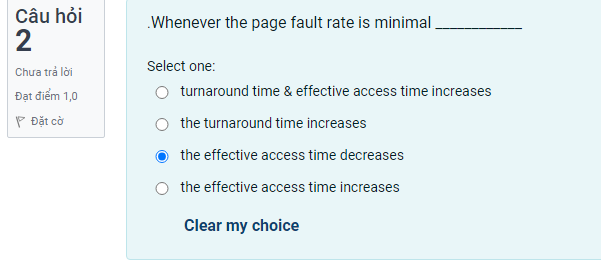 Câu hỏi
2
Chưa trả lời
Đạt điểm 1,0
Đặt cờ
.Whenever the page fault rate is minimal ____________
Select one:
turnaround time & effective access time increases
the turnaround time increases
the effective access time decreases
the effective access time increases
Clear my choice